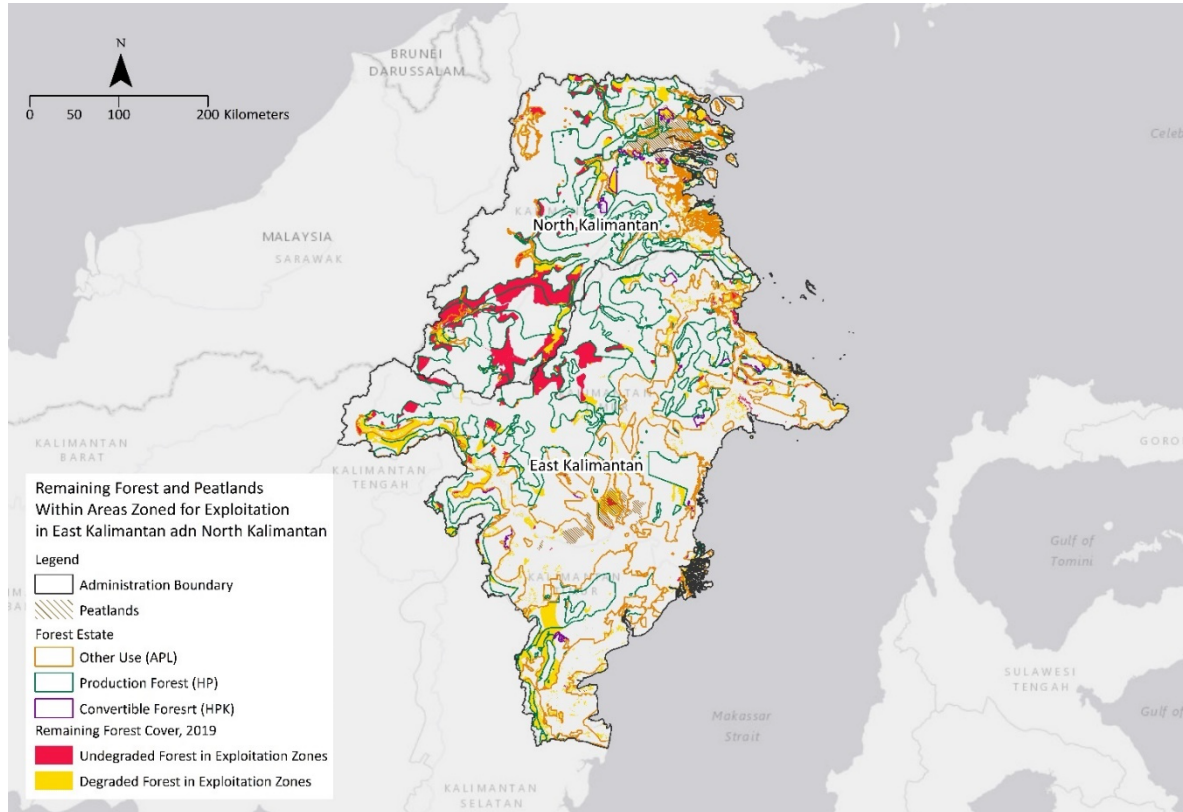 N
0 50 100 200 Kilometers
BRUNEI
DARUSSALAM
Celeb
MALAYSIA
SARAWAK
North Kalimantan
East Kalimantan
KALIMANTAN
BARAT
KALIMANTAN
TENGAH
KALIMANTAN
GORON
Gulf of
Tomini
SULAWESI
TENGAH
Gulf of
Makassar
Strait
KALIMANTAN
SELATAN
Remaining Forest and Peatlands
Within Areas Zoned for Exploitation
in East Kalimantan adn North Kalimantan
Legend
Administration Boundary
Peatlands
Forest Estate
Other Use (APL)
Production Forest (HP)
Convertible Foresrt (HPK)
Remaining Forest Cover, 2019
Undegraded Forest in Exploitation Zones
Degraded Forest in Exploitation Zones